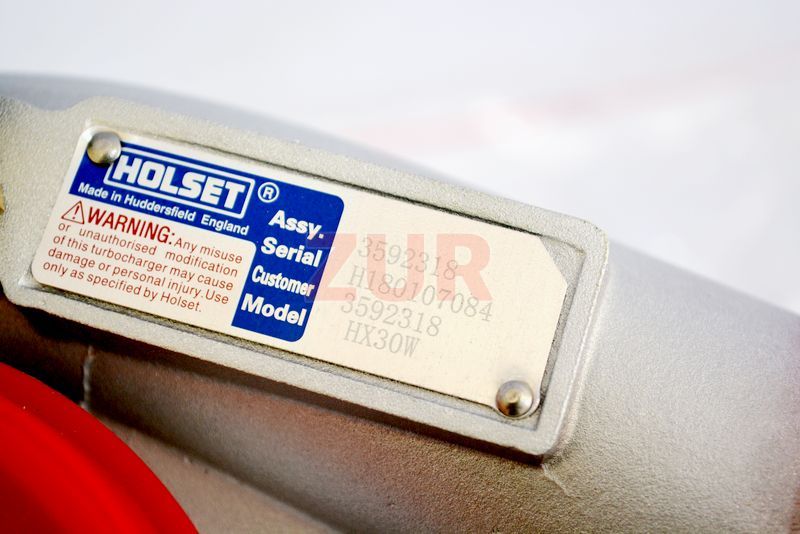 HOLSET ®
Made in Huddersfield England
⚠WARNING: Any misuse
or unauthorised modification
of this turbocharger may cause
damage or personal injury. Use
only as specified by Holset.
Assy. 3592318
Serial H180107084
Customer 3592318
Model HX30W
ZUR